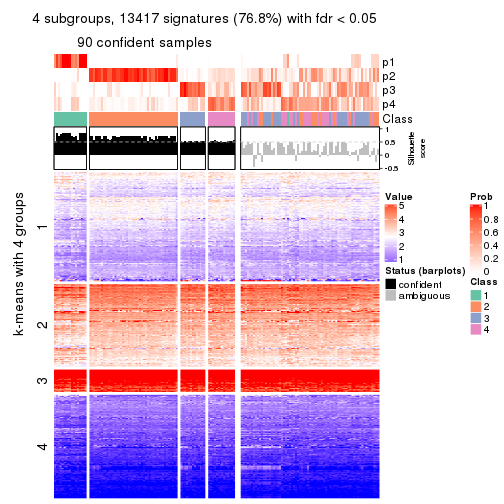 4 subgroups, 13417 signatures (76.8%) with fdr < 0.05
90 confident samples
p1
p2
p3
p4
Class
1
0.5
0
-0.5
Silhouette
score
k-means with 4 groups
1
2
3
4
Value
5
4
3
2
1
Status (barplots)
confident
ambiguous
Prob
1
0.8
0.6
0.4
0.2
0
Class
1
2
3
4